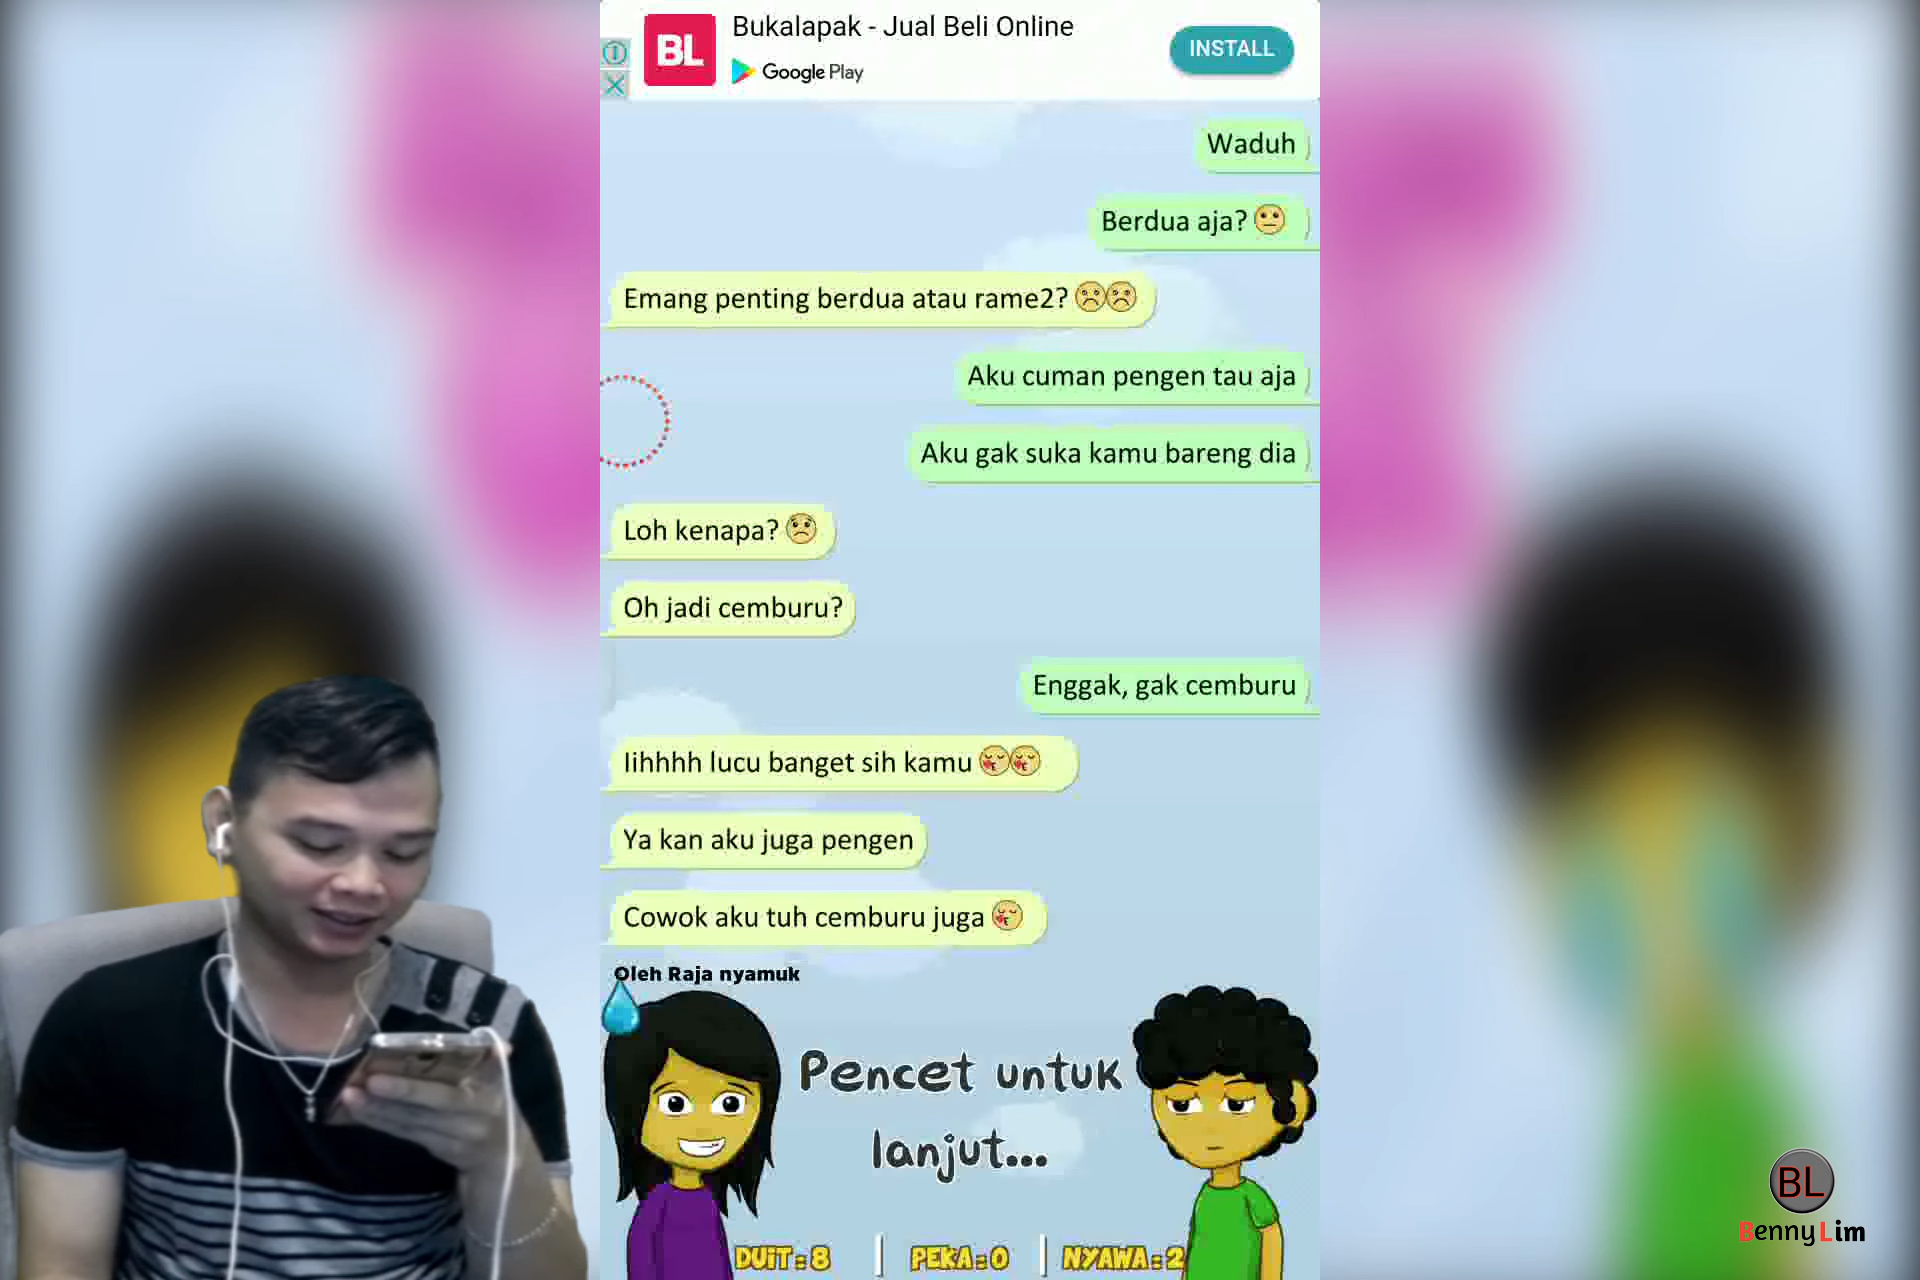 BL
Bukalapak - Jual Beli Online
Google Play
INSTALL
Waduh
Berdua aja?
Emang penting berdua atau rame2?
Aku cuman pengen tau aja
Aku gak suka kamu bareng dia
Loh kenapa?
Oh jadi cemburu?
Enggak, gak cemburu
Iihhhh lucu banget sih kamu
Ya kan aku juga pengen
Cowok aku tuh cemburu juga
Oleh Raja nyamuk
Pencet untuk
lanjut...
DUIT:8 | PEKA:0 | NYAWA:2
BL
Benny Lim